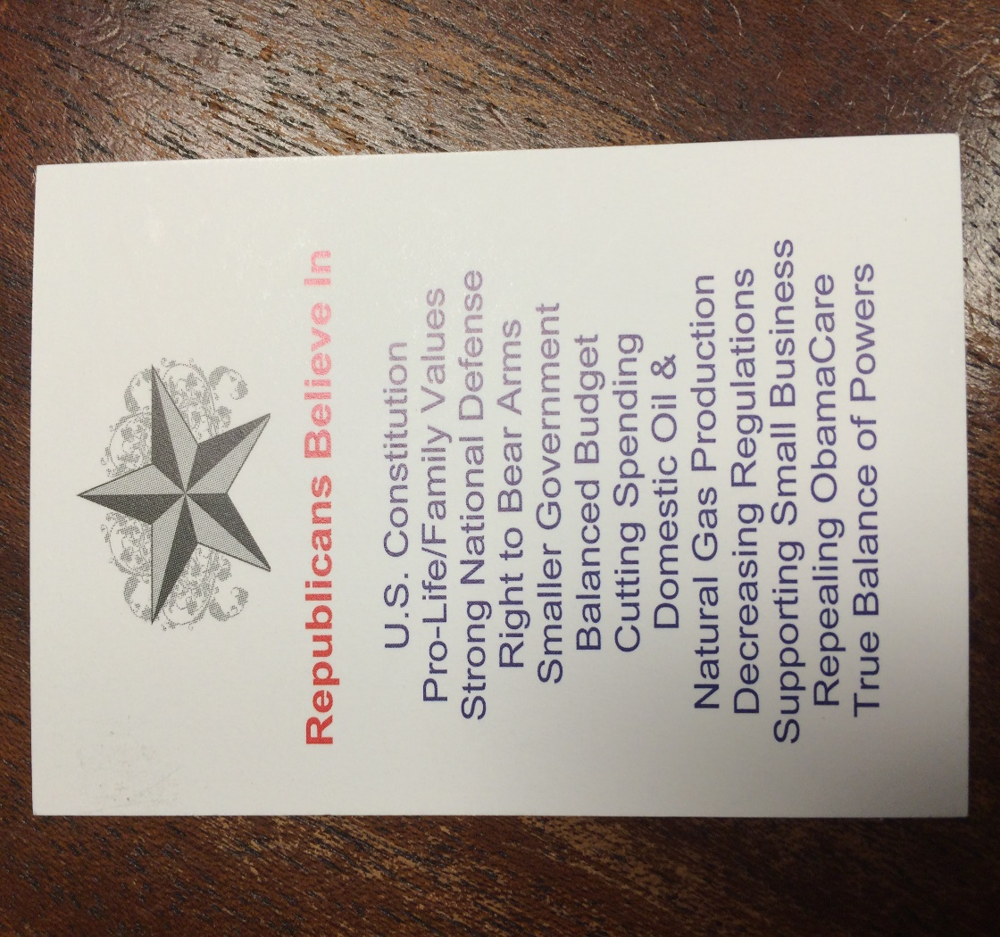 Republicans Believe In
U.S. Constitution
Pro-Life/Family Values
Strong National Defense
Right to Bear Arms
Smaller Government
Balanced Budget
Cutting Spending
Domestic Oil &
Natural Gas Production
Decreasing Regulations
Supporting Small Business
Repealing ObamaCare
True Balance of Powers